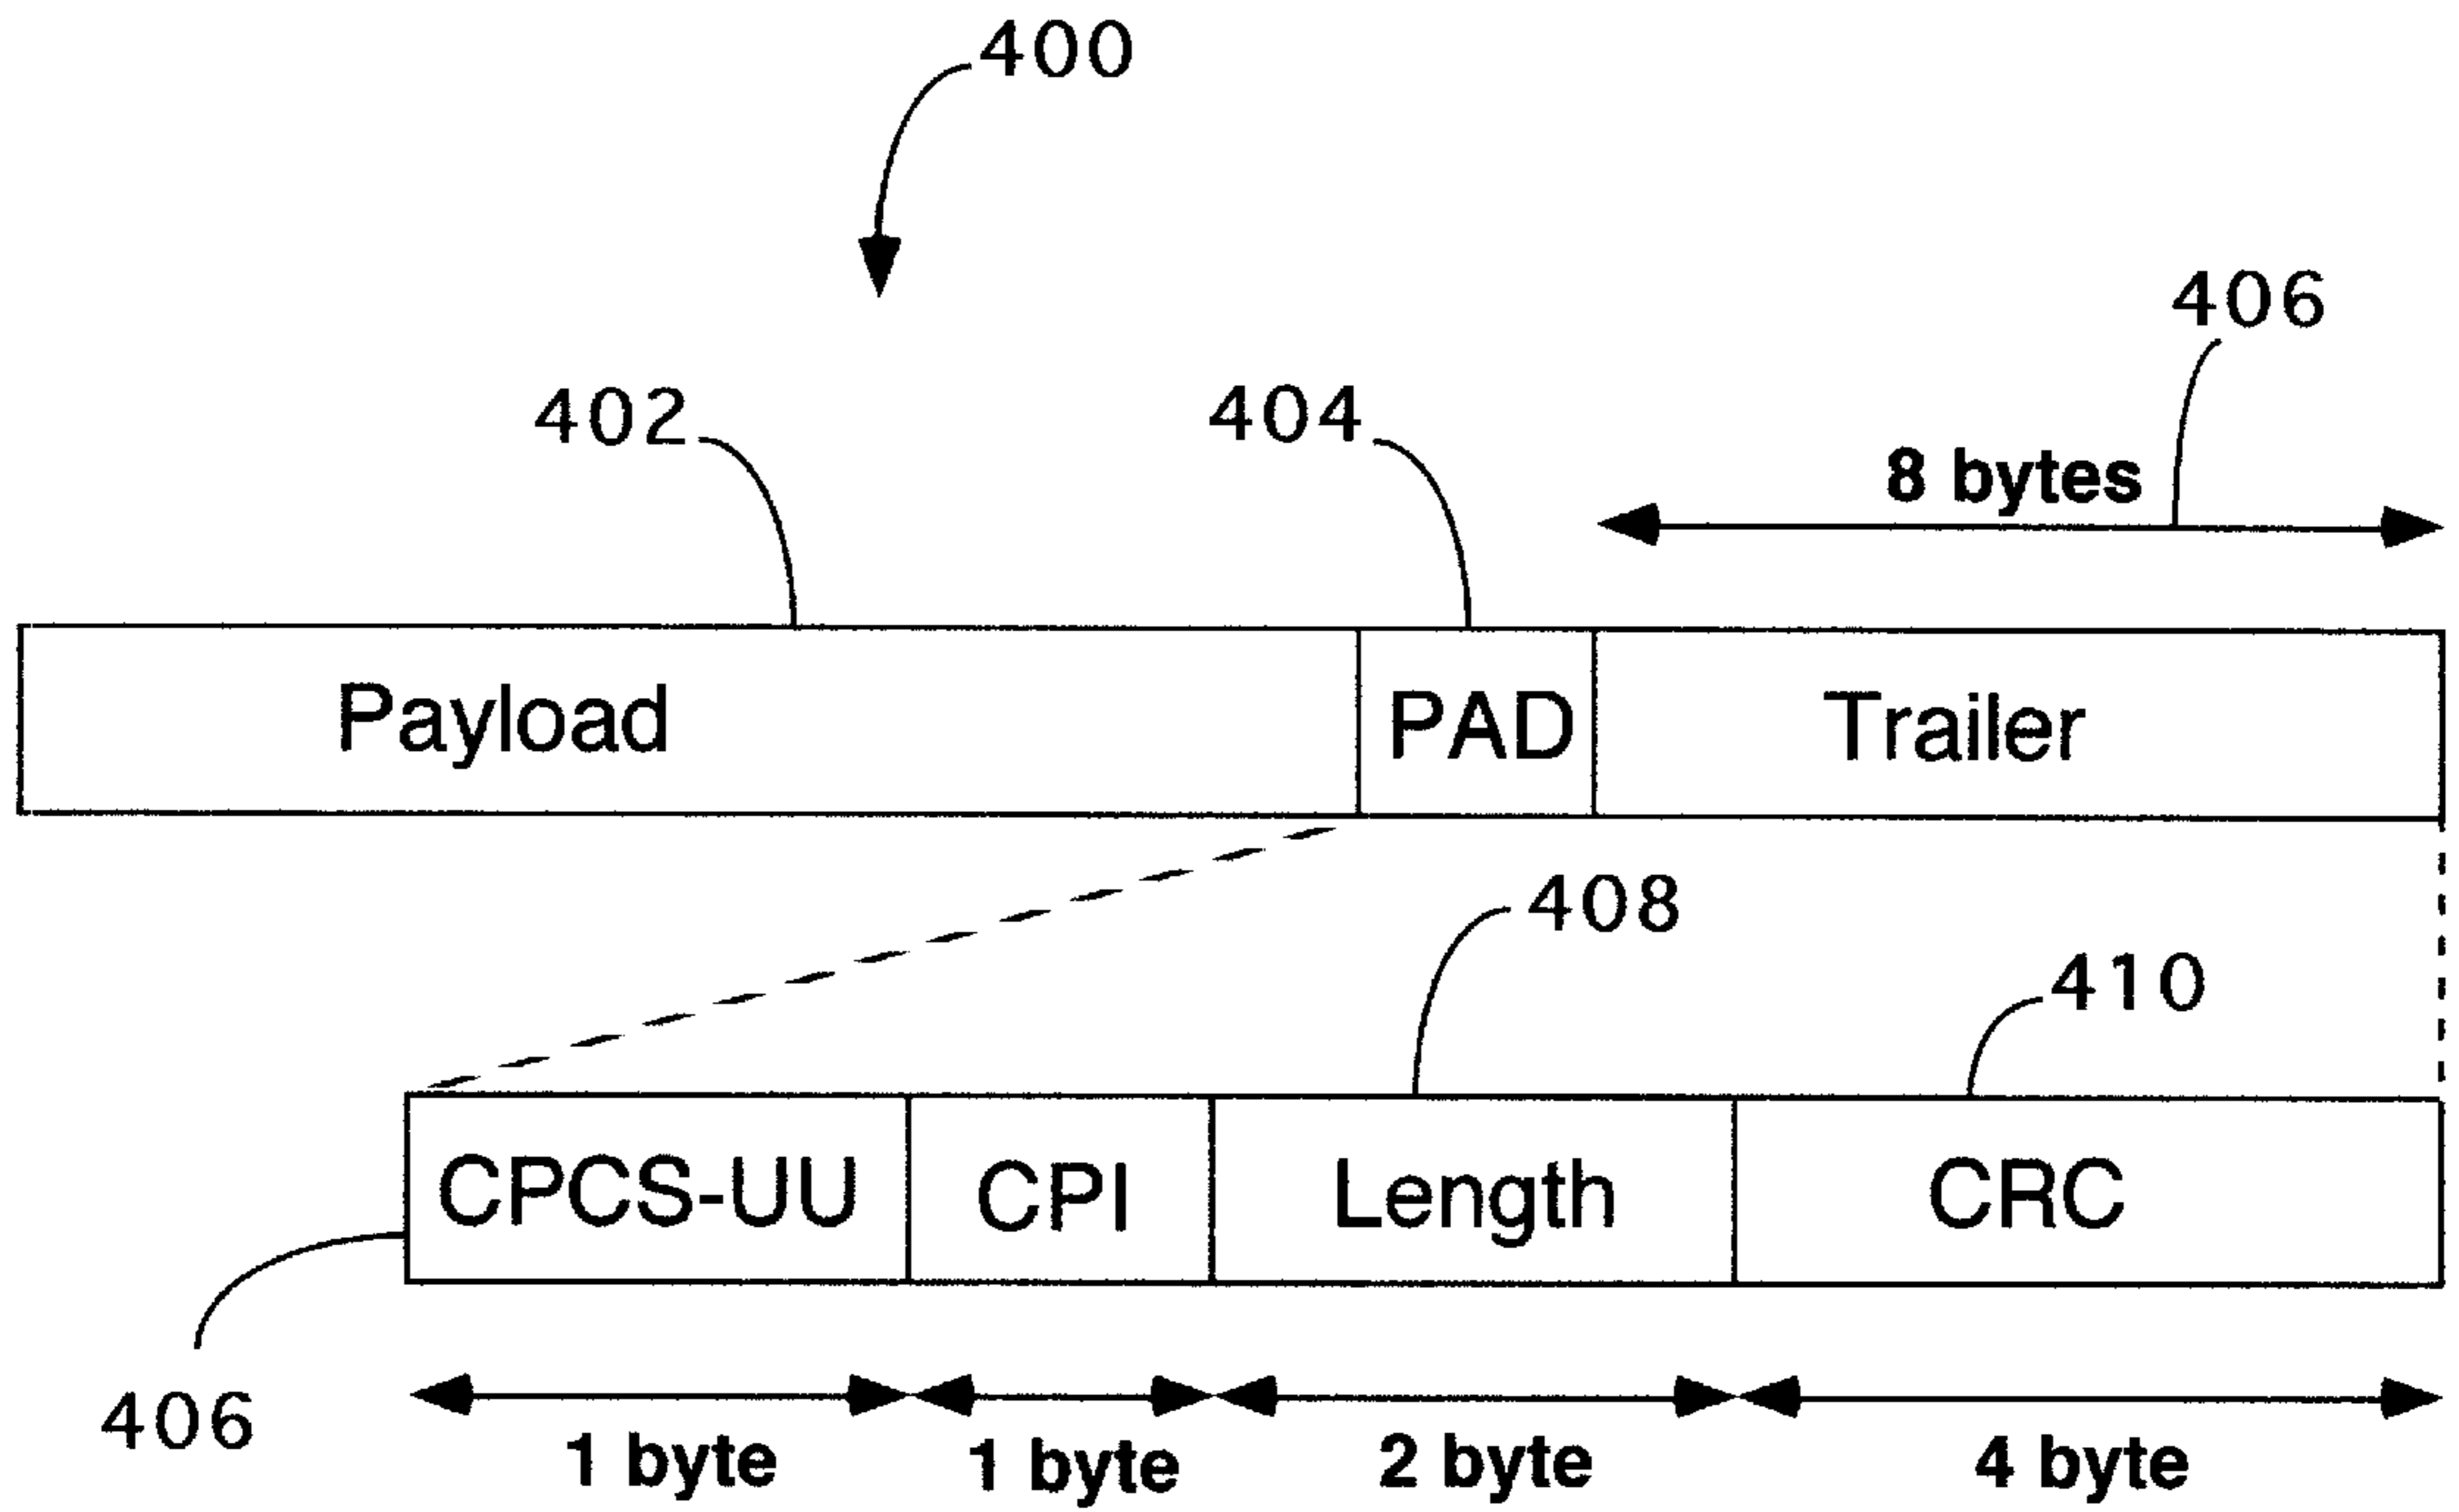 400
406
402
404
8 bytes
Payload
PAD
Trailer
408
410
CPCS-UU
CPI
Length
CRC
406
1 byte
1 byte
2 byte
4 byte